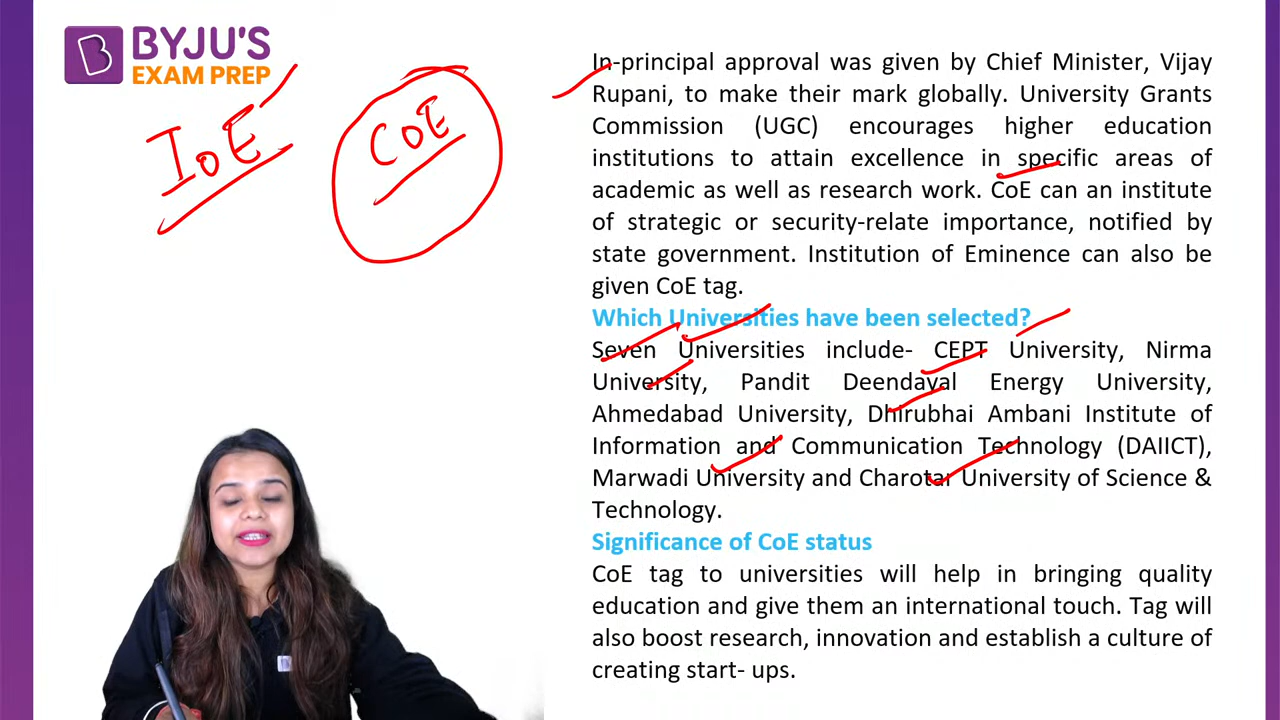 BYJU'S
EXAM PREP
IoE
CoE
In-principal approval was given by Chief Minister, Vijay
Rupani, to make their mark globally. University Grants
Commission (UGC) encourages higher education
institutions to attain excellence in specific areas of
academic as well as research work. CoE can an institute
of strategic or security-relate importance, notified by
state government. Institution of Eminence can also be
given CoE tag.
Which Universities have been selected?
Seven Universities include- CEPT University, Nirma
University, Pandit Deendayal Energy University,
Ahmedabad University, Dhirubhai Ambani Institute of
Information and Communication Technology (DAIICT),
Marwadi University and Charotar University of Science &
Technology.
Significance of CoE status
CoE tag to universities will help in bringing quality
education and give them an international touch. Tag will
also boost research, innovation and establish a culture of
creating start- ups.